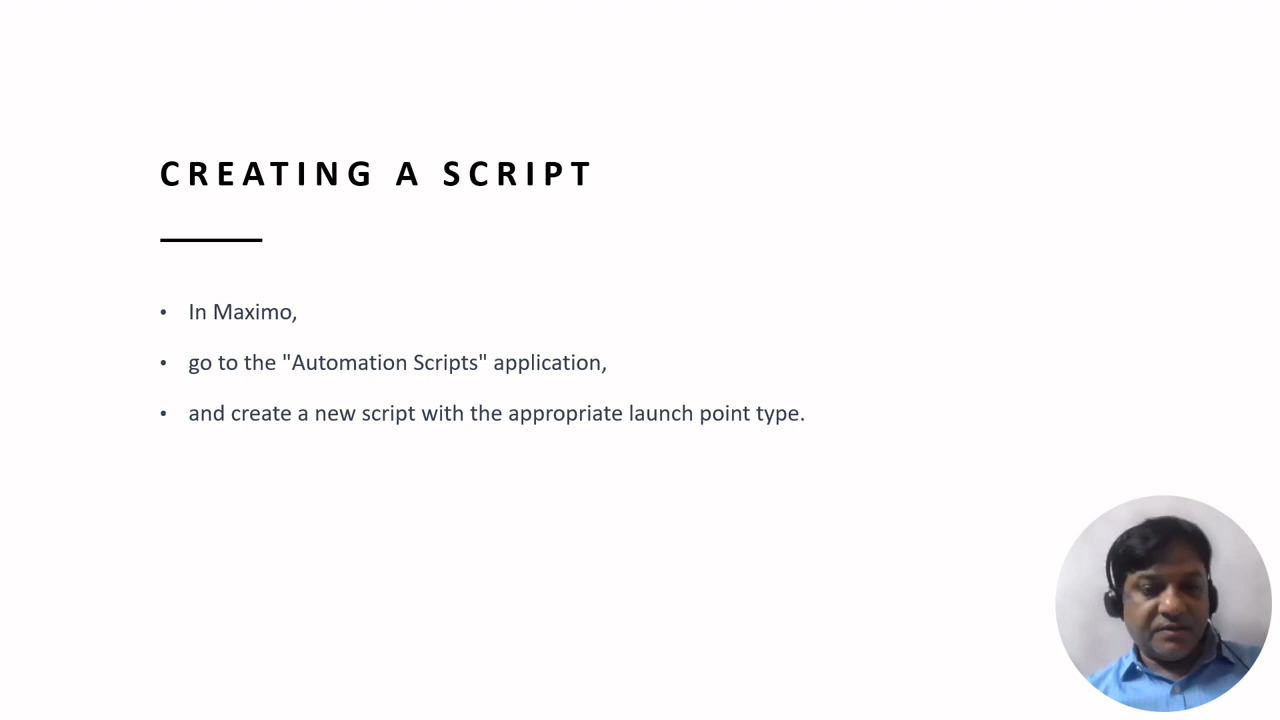 CREATING A SCRIPT
• In Maximo,
• go to the "Automation Scripts" application,
• and create a new script with the appropriate launch point type.